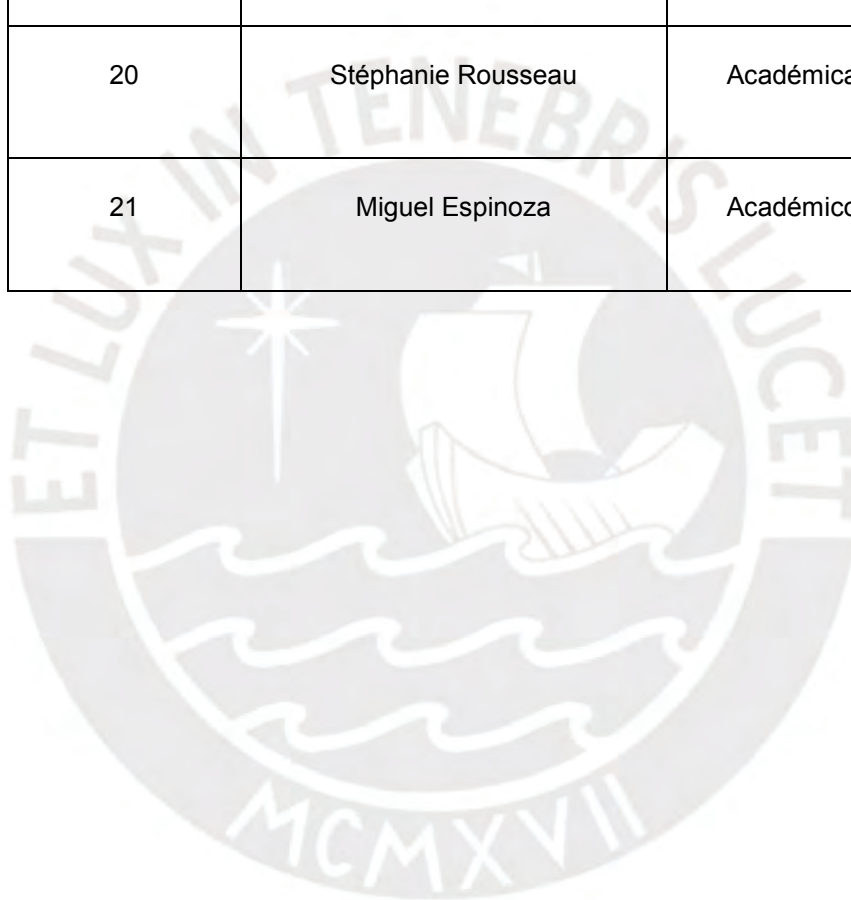 20 Stéphanie Rousseau Académica
21 Miguel Espinoza Académico
ET LUX IN TENEBRIS LUCET
MCMXVII